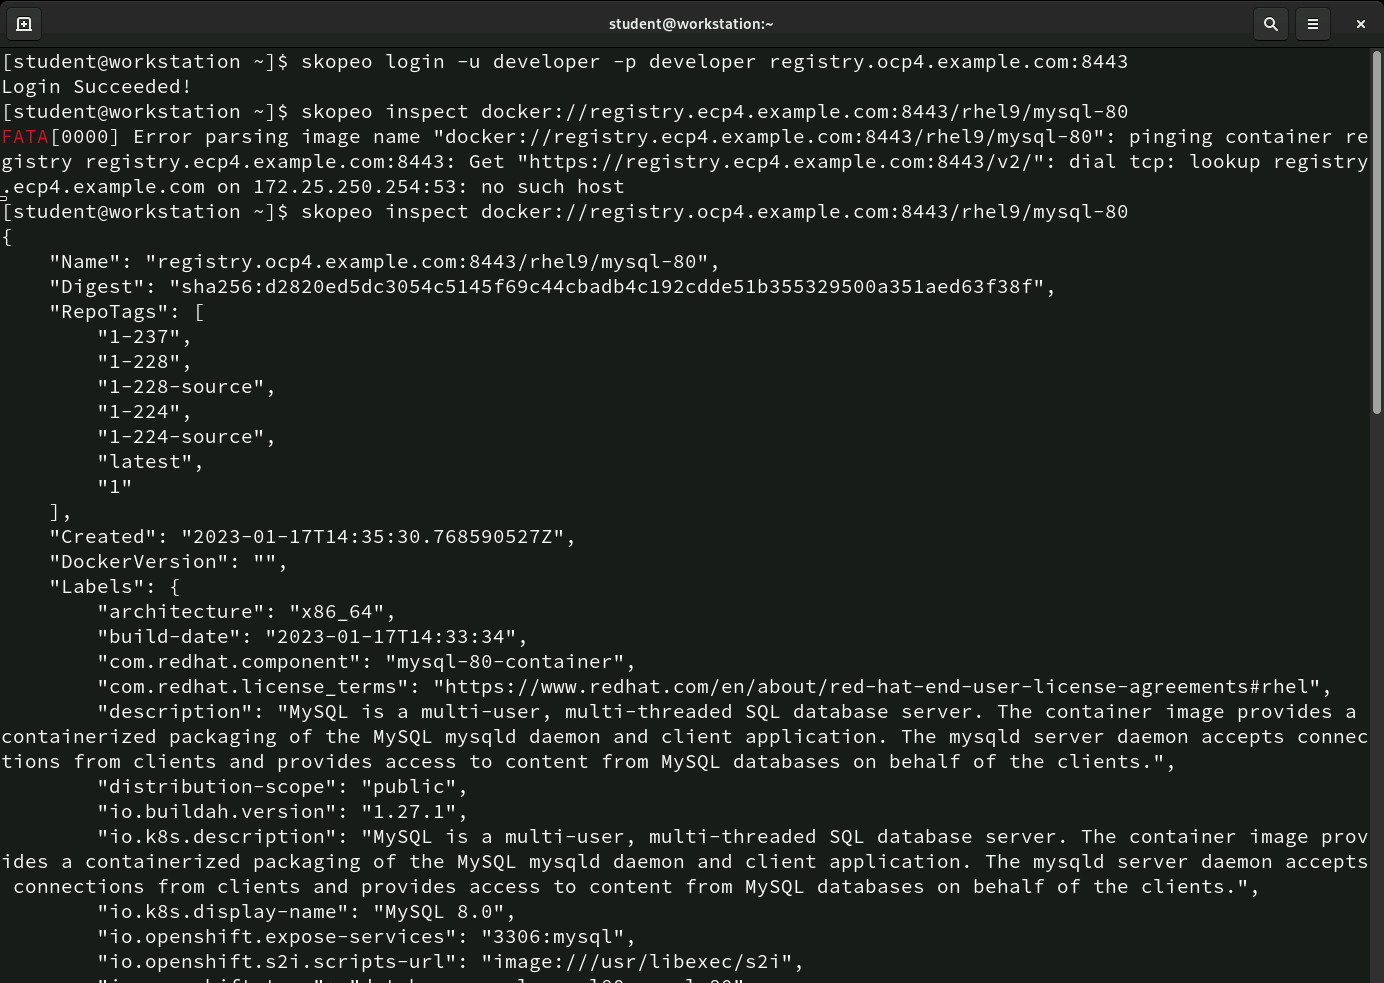 student@workstation:~
[student@workstation ~]$ skopeo login -u developer -p developer registry.ocp4.example.com:8443
Login Succeeded!
[student@workstation ~]$ skopeo inspect docker://registry.ecp4.example.com:8443/rhel9/mysql-80
FATA[0000] Error parsing image name "docker://registry.ecp4.example.com:8443/rhel9/mysql-80": pinging container re
gistry registry.ecp4.example.com:8443: Get "https://registry.ecp4.example.com:8443/v2/": dial tcp: lookup registry
.ecp4.example.com on 172.25.250.254:53: no such host
[student@workstation ~]$ skopeo inspect docker://registry.ocp4.example.com:8443/rhel9/mysql-80
{
    "Name": "registry.ocp4.example.com:8443/rhel9/mysql-80",
    "Digest": "sha256:d2820ed5dc3054c5145f69c44cbadb4c192cdde51b355329500a351aed63f38f",
    "RepoTags": [
        "1-237",
        "1-228",
        "1-228-source",
        "1-224",
        "1-224-source",
        "latest",
        "1"
    ],
    "Created": "2023-01-17T14:35:30.768590527Z",
    "DockerVersion": "",
    "Labels": {
        "architecture": "x86_64",
        "build-date": "2023-01-17T14:33:34",
        "com.redhat.component": "mysql-80-container",
        "com.redhat.license_terms": "https://www.redhat.com/en/about/red-hat-end-user-license-agreements#rhel",
        "description": "MySQL is a multi-user, multi-threaded SQL database server. The container image provides a
containerized packaging of the MySQL mysqld daemon and client application. The mysqld server daemon accepts connec
tions from clients and provides access to content from MySQL databases on behalf of the clients.",
        "distribution-scope": "public",
        "io.buildah.version": "1.27.1",
        "io.k8s.description": "MySQL is a multi-user, multi-threaded SQL database server. The container image prov
ides a containerized packaging of the MySQL mysqld daemon and client application. The mysqld server daemon accepts
 connections from clients and provides access to content from MySQL databases on behalf of the clients.",
        "io.k8s.display-name": "MySQL 8.0",
        "io.openshift.expose-services": "3306:mysql",
        "io.openshift.s2i.scripts-url": "image:///usr/libexec/s2i",